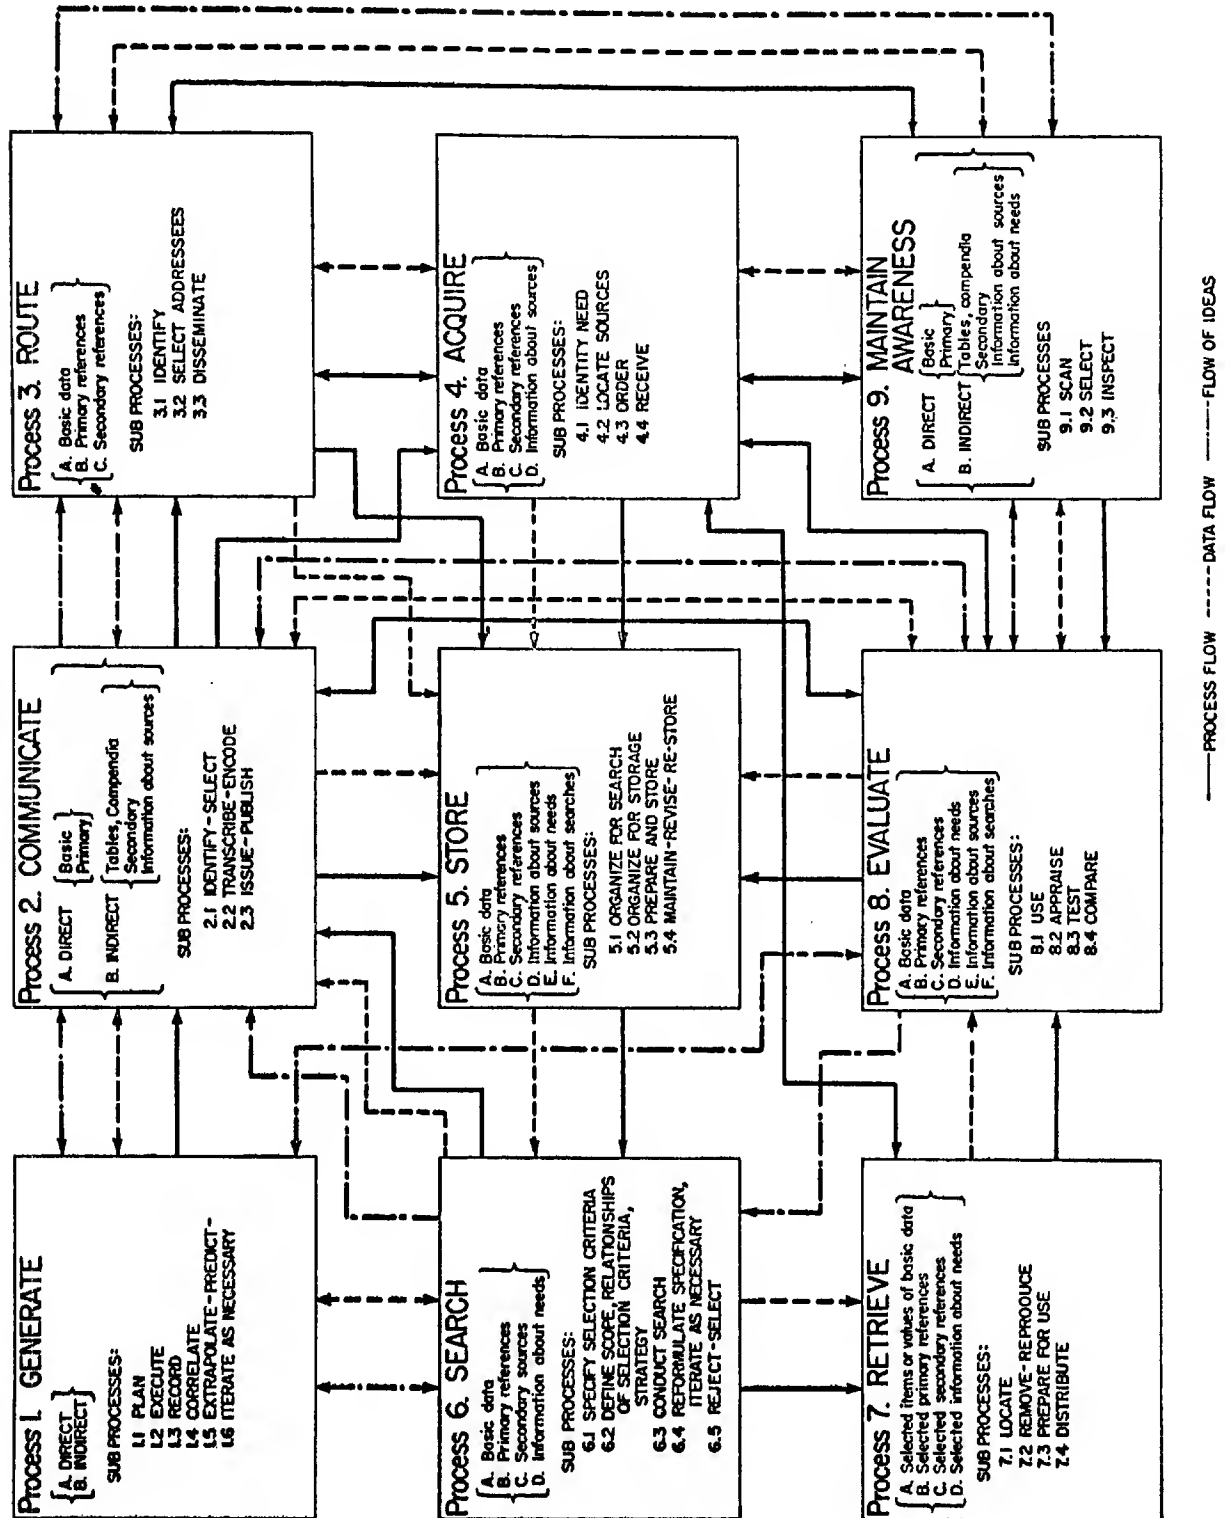 Process 1. GENERATE
A. DIRECT
B. INDIRECT
SUB PROCESSES:
1.1 PLAN
1.2 EXECUTE
1.3 RECORD
1.4 CORRELATE
1.5 EXTRAPOLATE-PREDICT-
1.6 ITERATE AS NECESSARY
Process 2. COMMUNICATE
A. DIRECT
Basic
Primary
B. INDIRECT
Tables, Compendia
Secondary
Information about sources
SUB PROCESSES:
2.1 IDENTIFY-SELECT
2.2 TRANSCRIBE-ENCODE
2.3 ISSUE-PUBLISH
Process 3. ROUTE
A. Basic data
B. Primary references
C. Secondary references
SUB PROCESSES:
3.1 IDENTIFY
3.2 SELECT ADDRESSEES
3.3 DISSEMINATE
Process 6. SEARCH
A. Basic data
B. Primary references
C. Secondary sources
D. Information about needs
SUB PROCESSES:
6.1 SPECIFY SELECTION CRITERIA
6.2 DEFINE SCOPE, RELATIONSHIPS
OF SELECTION CRITERIA,
STRATEGY
6.3 CONDUCT SEARCH
6.4 REFORMULATE SPECIFICATION,
ITERATE AS NECESSARY
6.5 REJECT-SELECT
Process 5. STORE
A. Basic data
B. Primary references
C. Secondary references
D. Information about sources
E. Information about needs
F. Information about searches
SUB PROCESSES:
5.1 ORGANIZE FOR SEARCH
5.2 ORGANIZE FOR STORAGE
5.3 PREPARE AND STORE
5.4 MAINTAIN-REVISE-RE-STORE
Process 4. ACQUIRE
A. Basic data
B. Primary references
C. Secondary references
D. Information about sources
SUB PROCESSES:
4.1 IDENTITY NEED
4.2 LOCATE SOURCES
4.3 ORDER
4.4 RECEIVE
Process 7. RETRIEVE
A. Selected items or values of basic data
B. Selected primary references
C. Selected secondary references
D. Selected information about needs
SUB PROCESSES:
7.1 LOCATE
7.2 REMOVE-REPRODUCE
7.3 PREPARE FOR USE
7.4 DISTRIBUTE
Process 8. EVALUATE
A. Basic data
B. Primary references
C. Secondary references
D. Information about needs
E. Information about sources
F. Information about searches
SUB PROCESSES:
8.1 USE
8.2 APPRAISE
8.3 TEST
8.4 COMPARE
Process 9. MAINTAIN
AWARENESS
A. DIRECT
Basic
Primary
B. INDIRECT
Tables, compendia
Secondary
Information about sources
Information about needs
SUB PROCESSES
9.1 SCAN
9.2 SELECT
9.3 INSPECT
PROCESS FLOW DATA FLOW FLOW OF IDEAS